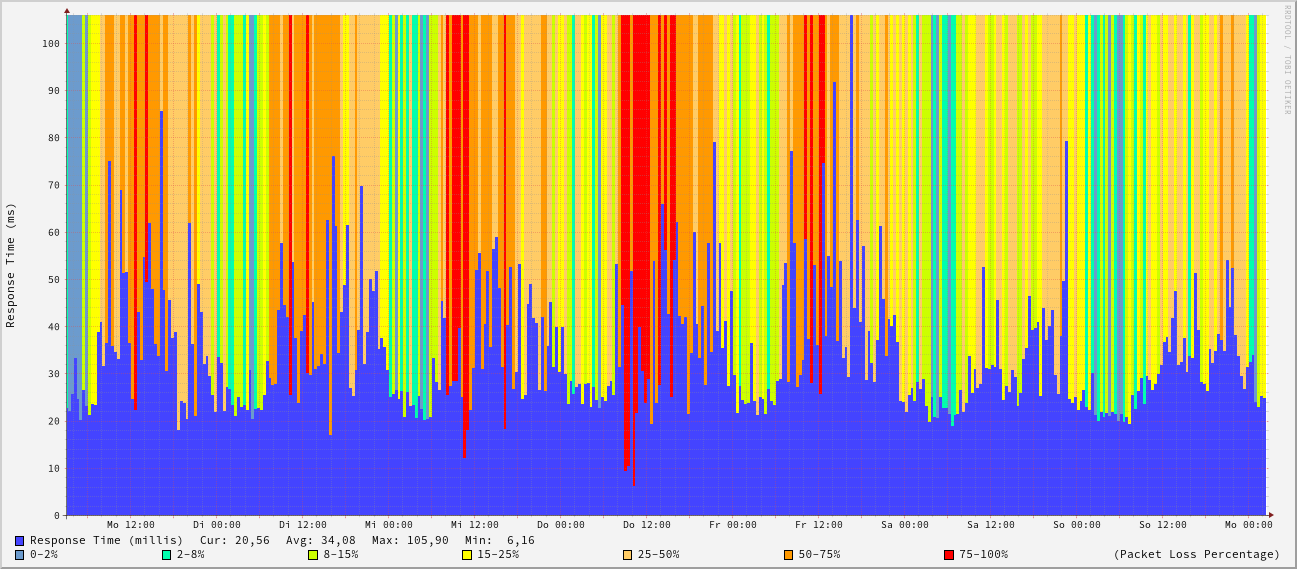 RRDTOOL / TOBI OETIKER
Response Time (ms)
100
90
80
70
60
50
40
30
20
10
0
Mo 12:00 Di 00:00 Di 12:00 Mi 00:00 Mi 12:00 Do 00:00 Do 12:00 Fr 00:00 Fr 12:00 Sa 00:00 Sa 12:00 So 00:00 So 12:00 Mo 00:00
Response Time (millis) Cur: 20,56 Avg: 34,08 Max: 105,90 Min: 6,16
0-2% 2-8% 8-15% 15-25% 25-50% 50-75% 75-100% (Packet Loss Percentage)